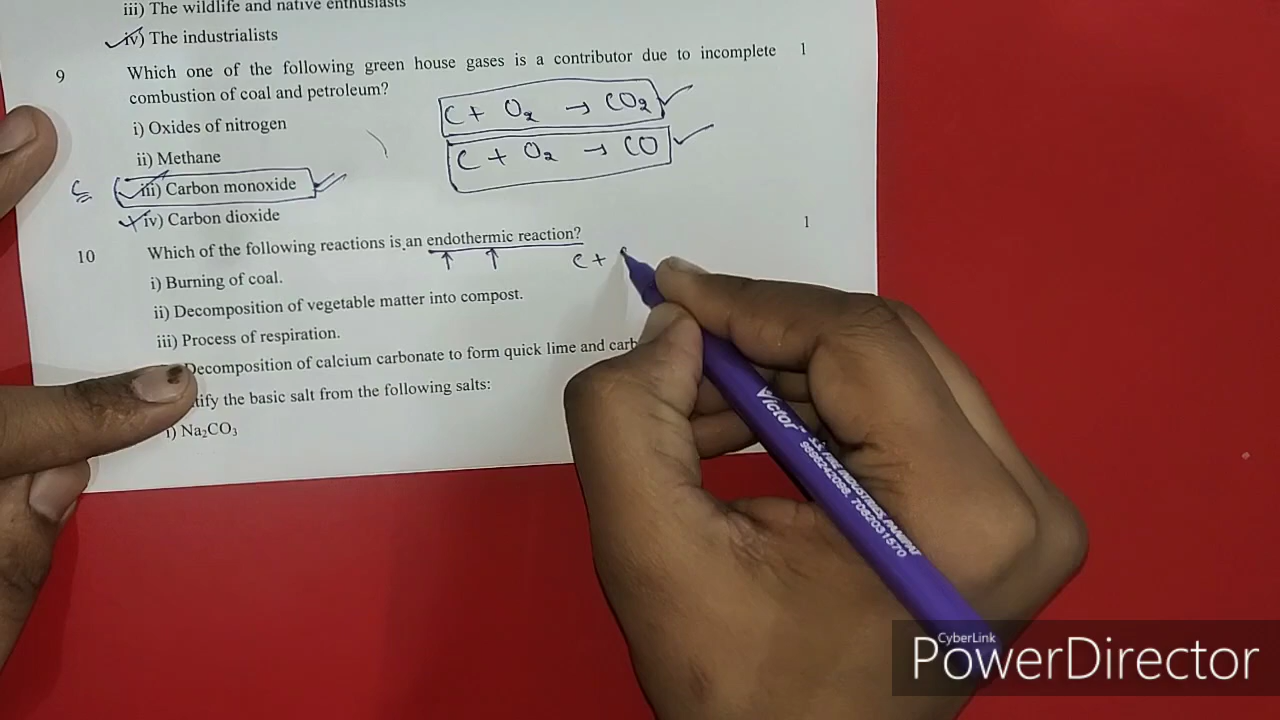 iii) The wildlife and native enthusiasts
iv) The industrialists
9 Which one of the following green house gases is a contributor due to incomplete 1
combustion of coal and petroleum?
C + O₂ → CO₂
i) Oxides of nitrogen
C + O₂ → CO
ii) Methane
iii) Carbon monoxide
iv) Carbon dioxide
10 Which of the following reactions is an endothermic reaction? 1
C +
i) Burning of coal.
ii) Decomposition of vegetable matter into compost.
iii) Process of respiration.
Decomposition of calcium carbonate to form quick lime and
the basic salt from the following salts:
i) Na₂CO₃
Victor
9896242098, 7082031570
CyberLink
PowerDirector